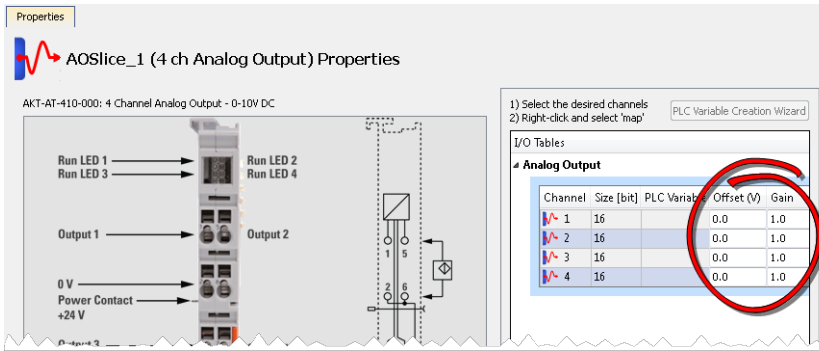 Properties
AOSlice_1 (4 ch Analog Output) Properties
AKT-AT-410-000: 4 Channel Analog Output - 0-10V DC
Run LED 1
Run LED 2
Run LED 3
Run LED 4
Output 1
Output 2
0 V
Power Contact
+24 V
Output 3
1 5
2 6
1) Select the desired channels
2) Right-click and select 'map'
PLC Variable Creation Wizard
I/O Tables
Analog Output
Channel Size [bit] PLC Variable Offset (V) Gain
1 16 0.0 1.0
2 16 0.0 1.0
3 16 0.0 1.0
4 16 0.0 1.0